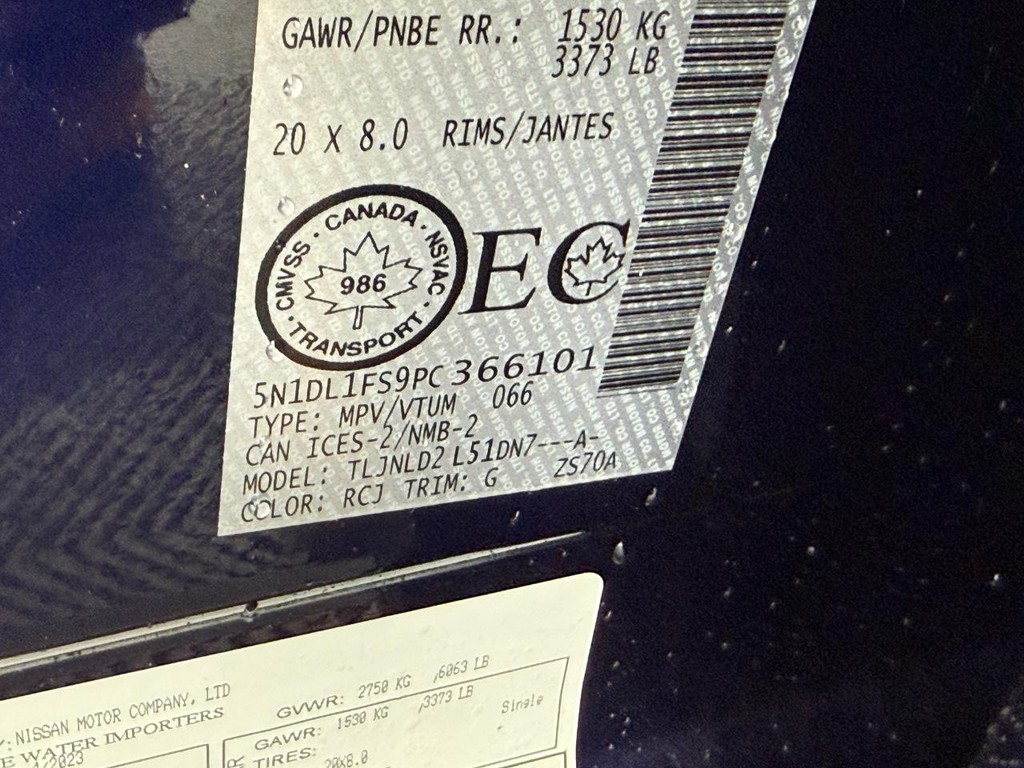 GAWR/PNBE RR.: 1530 KG
3373 LB
20 X 8.0 RIMS/JANTES
CANADA · NSVAC · TRANSPORT · CMVSS ·
986
EC
5N1DL1FS9PC366101
TYPE: MPV/VTUM 066
CAN ICES-2/NMB-2
MODEL: TLJNLD2 L51DN7---A-
COLOR: RCJ TRIM: G ZS70A
NISSAN MOTOR COMPANY, LTD
E WATER IMPORTERS
/2023
GVWR: 2750 KG ,6063 LB
GAWR: 1530 KG ,3373 LB
TIRES: Single
20X8.0